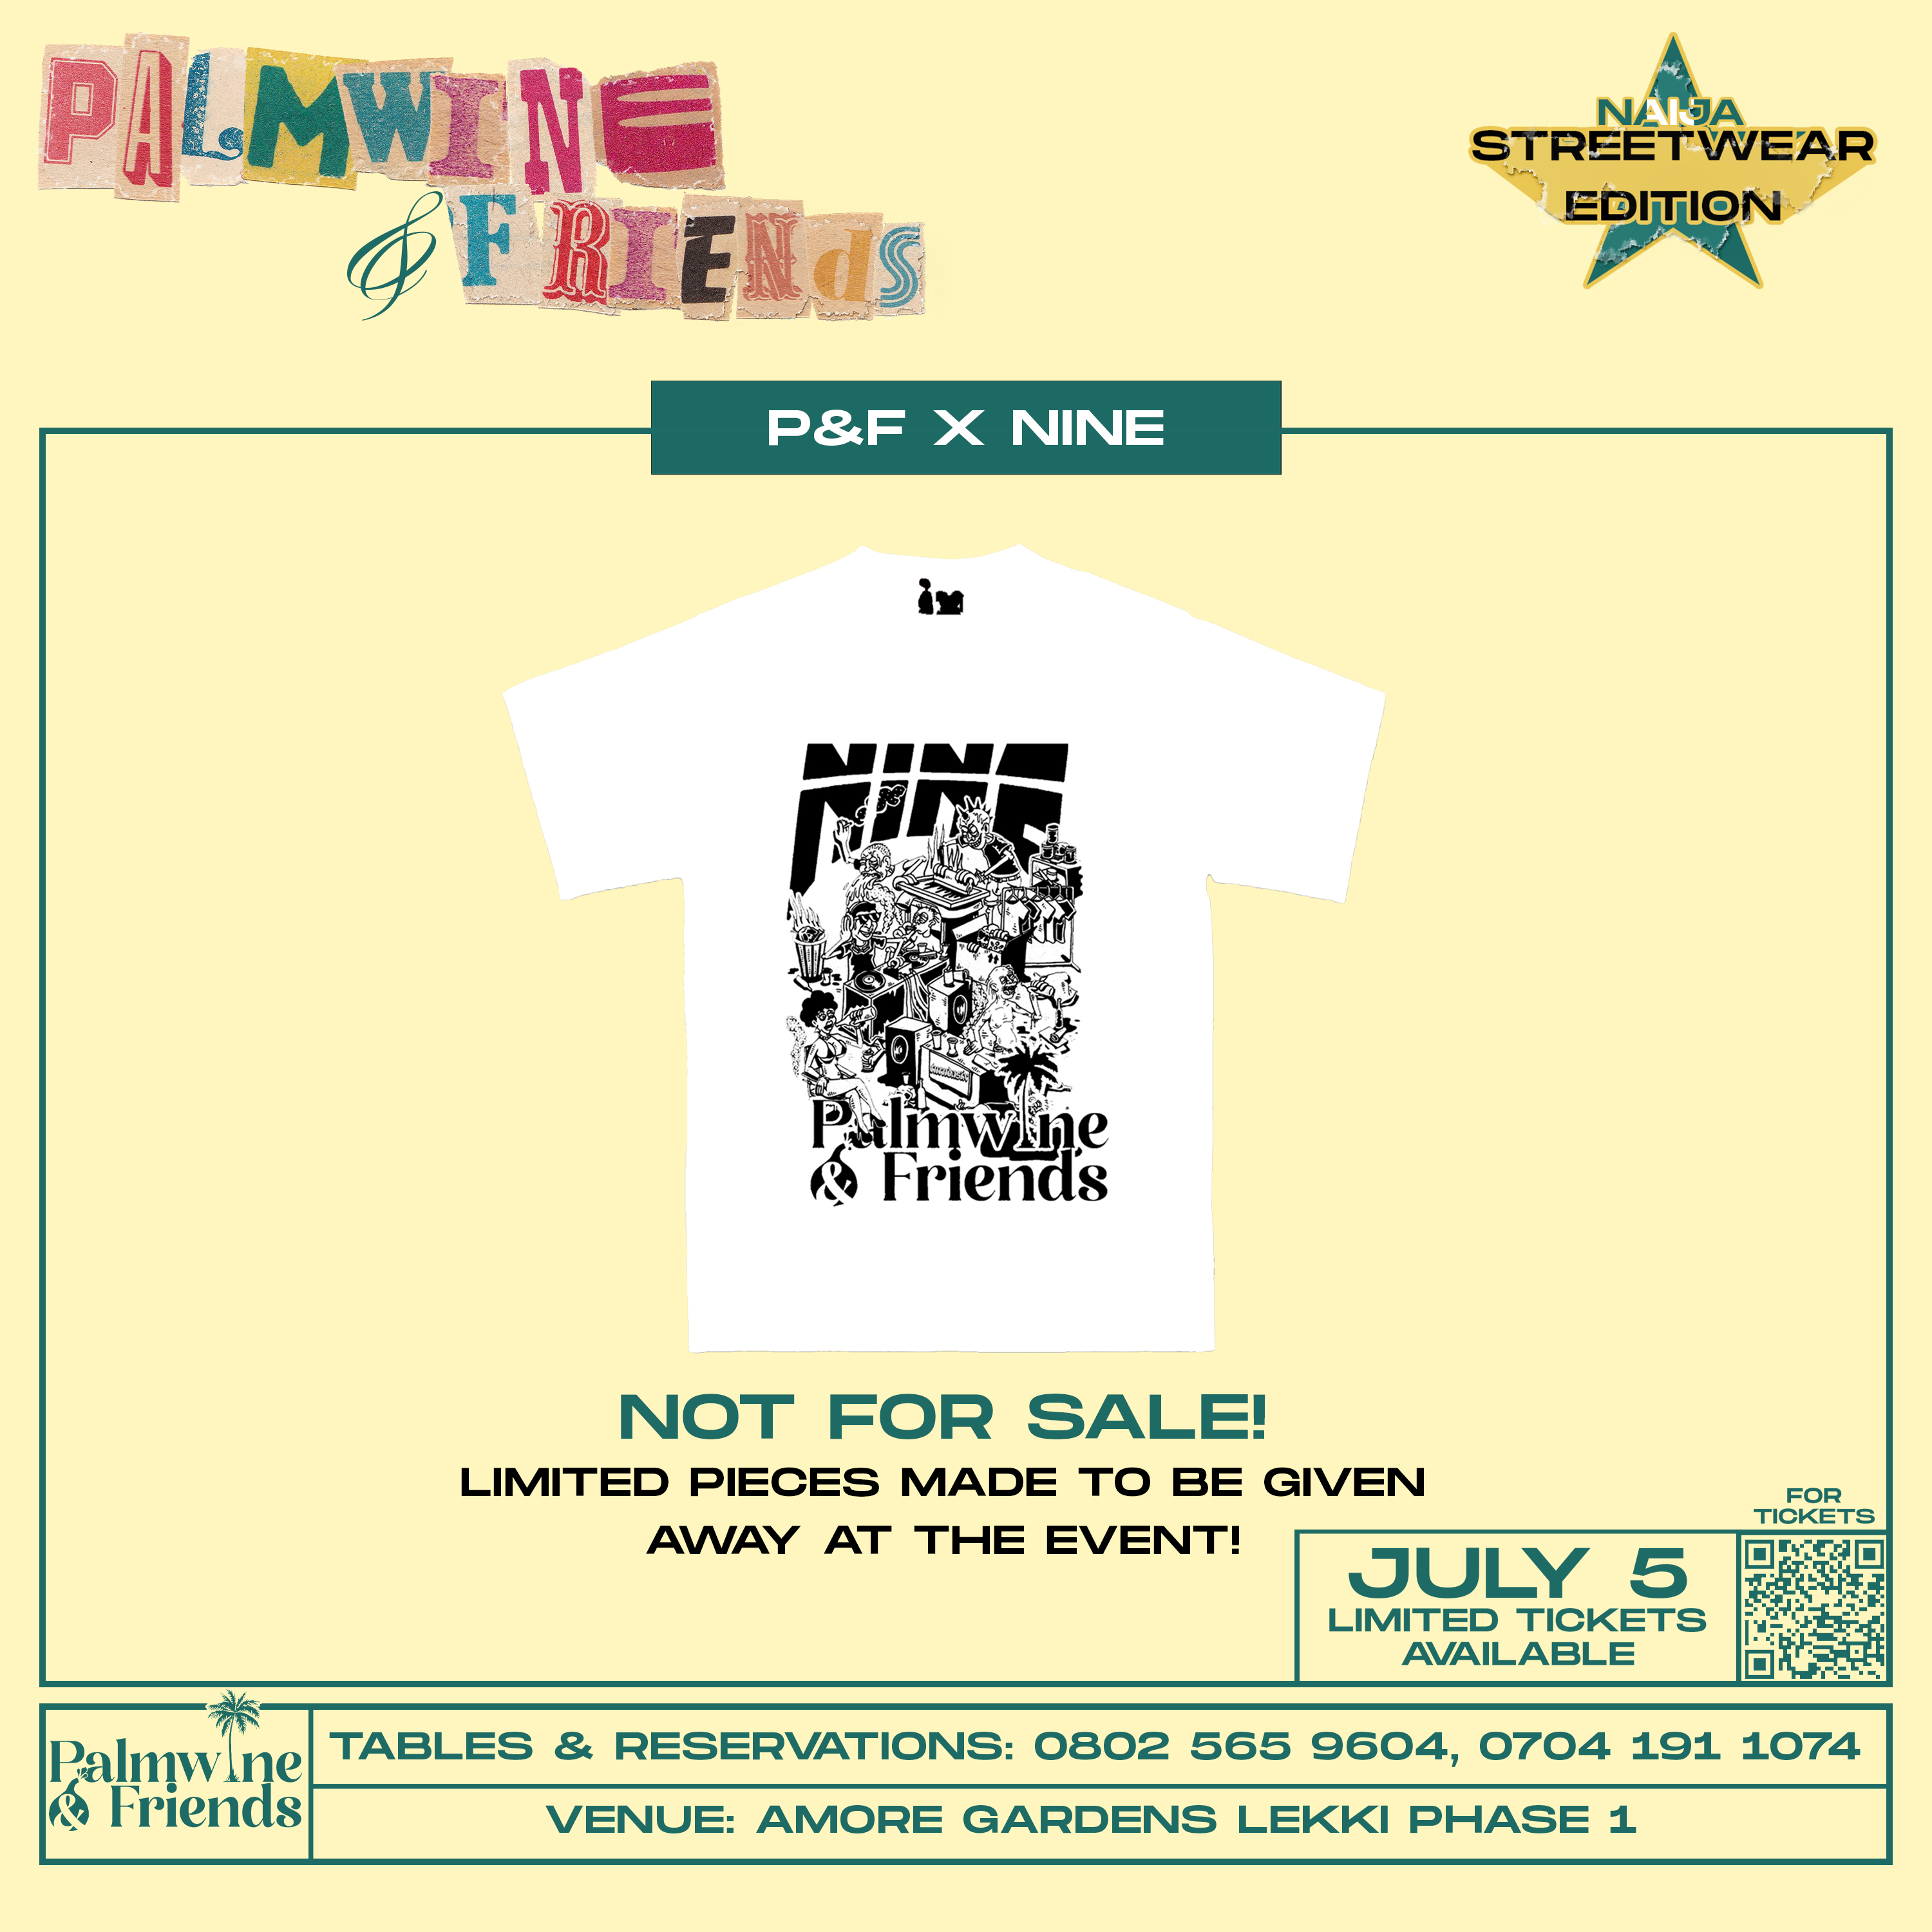 PALMWINE
& FRIENdS
NAIJA
STREETWEAR
EDITION
P&F X NINE
NINE
Palmwine
& Friends
NOT FOR SALE!
LIMITED PIECES MADE TO BE GIVEN
AWAY AT THE EVENT!
FOR
TICKETS
JULY 5
LIMITED TICKETS
AVAILABLE
Palmwine
& Friends
TABLES & RESERVATIONS: 0802 565 9604, 0704 191 1074
VENUE: AMORE GARDENS LEKKI PHASE 1